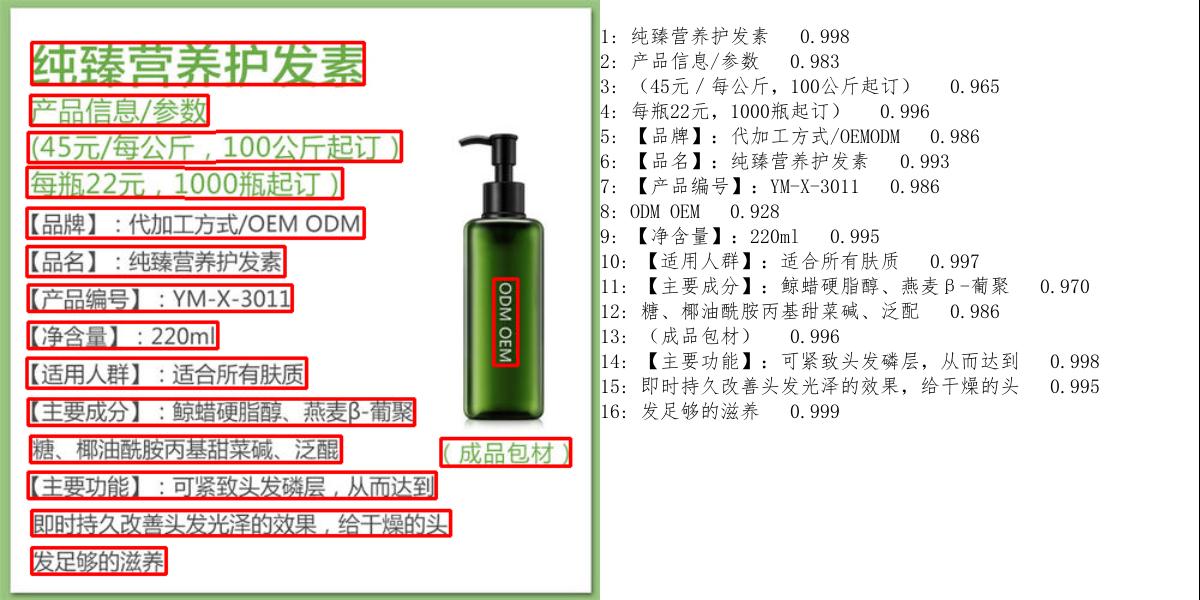 纯臻营养护发素
产品信息/参数
(45元/每公斤，100公斤起订）
每瓶22元，1000瓶起订）
【品牌】：代加工方式/OEM ODM
【品名】：纯臻营养护发素
【产品编号】：YM-X-3011
【净含量】：220ml
【适用人群】：适合所有肤质
【主要成分】：鲸蜡硬脂醇、燕麦β-葡聚
糖、椰油酰胺丙基甜菜碱、泛醌
【主要功能】：可紧致头发磷层，从而达到
即时持久改善头发光泽的效果，给干燥的头
发足够的滋养
ODM OEM
（成品包材）
1: 纯臻营养护发素 0.998
2: 产品信息/参数 0.983
3: （45元/每公斤，100公斤起订） 0.965
4: 每瓶22元，1000瓶起订） 0.996
5: 【品牌】：代加工方式/OEMODM 0.986
6: 【品名】：纯臻营养护发素 0.993
7: 【产品编号】：YM-X-3011 0.986
8: ODM OEM 0.928
9: 【净含量】：220ml 0.995
10: 【适用人群】：适合所有肤质 0.997
11: 【主要成分】：鲸蜡硬脂醇、燕麦β-葡聚 0.970
12: 糖、椰油酰胺丙基甜菜碱、泛配 0.986
13: （成品包材） 0.996
14: 【主要功能】：可紧致头发磷层，从而达到 0.998
15: 即时持久改善头发光泽的效果，给干燥的头 0.995
16: 发足够的滋养 0.999